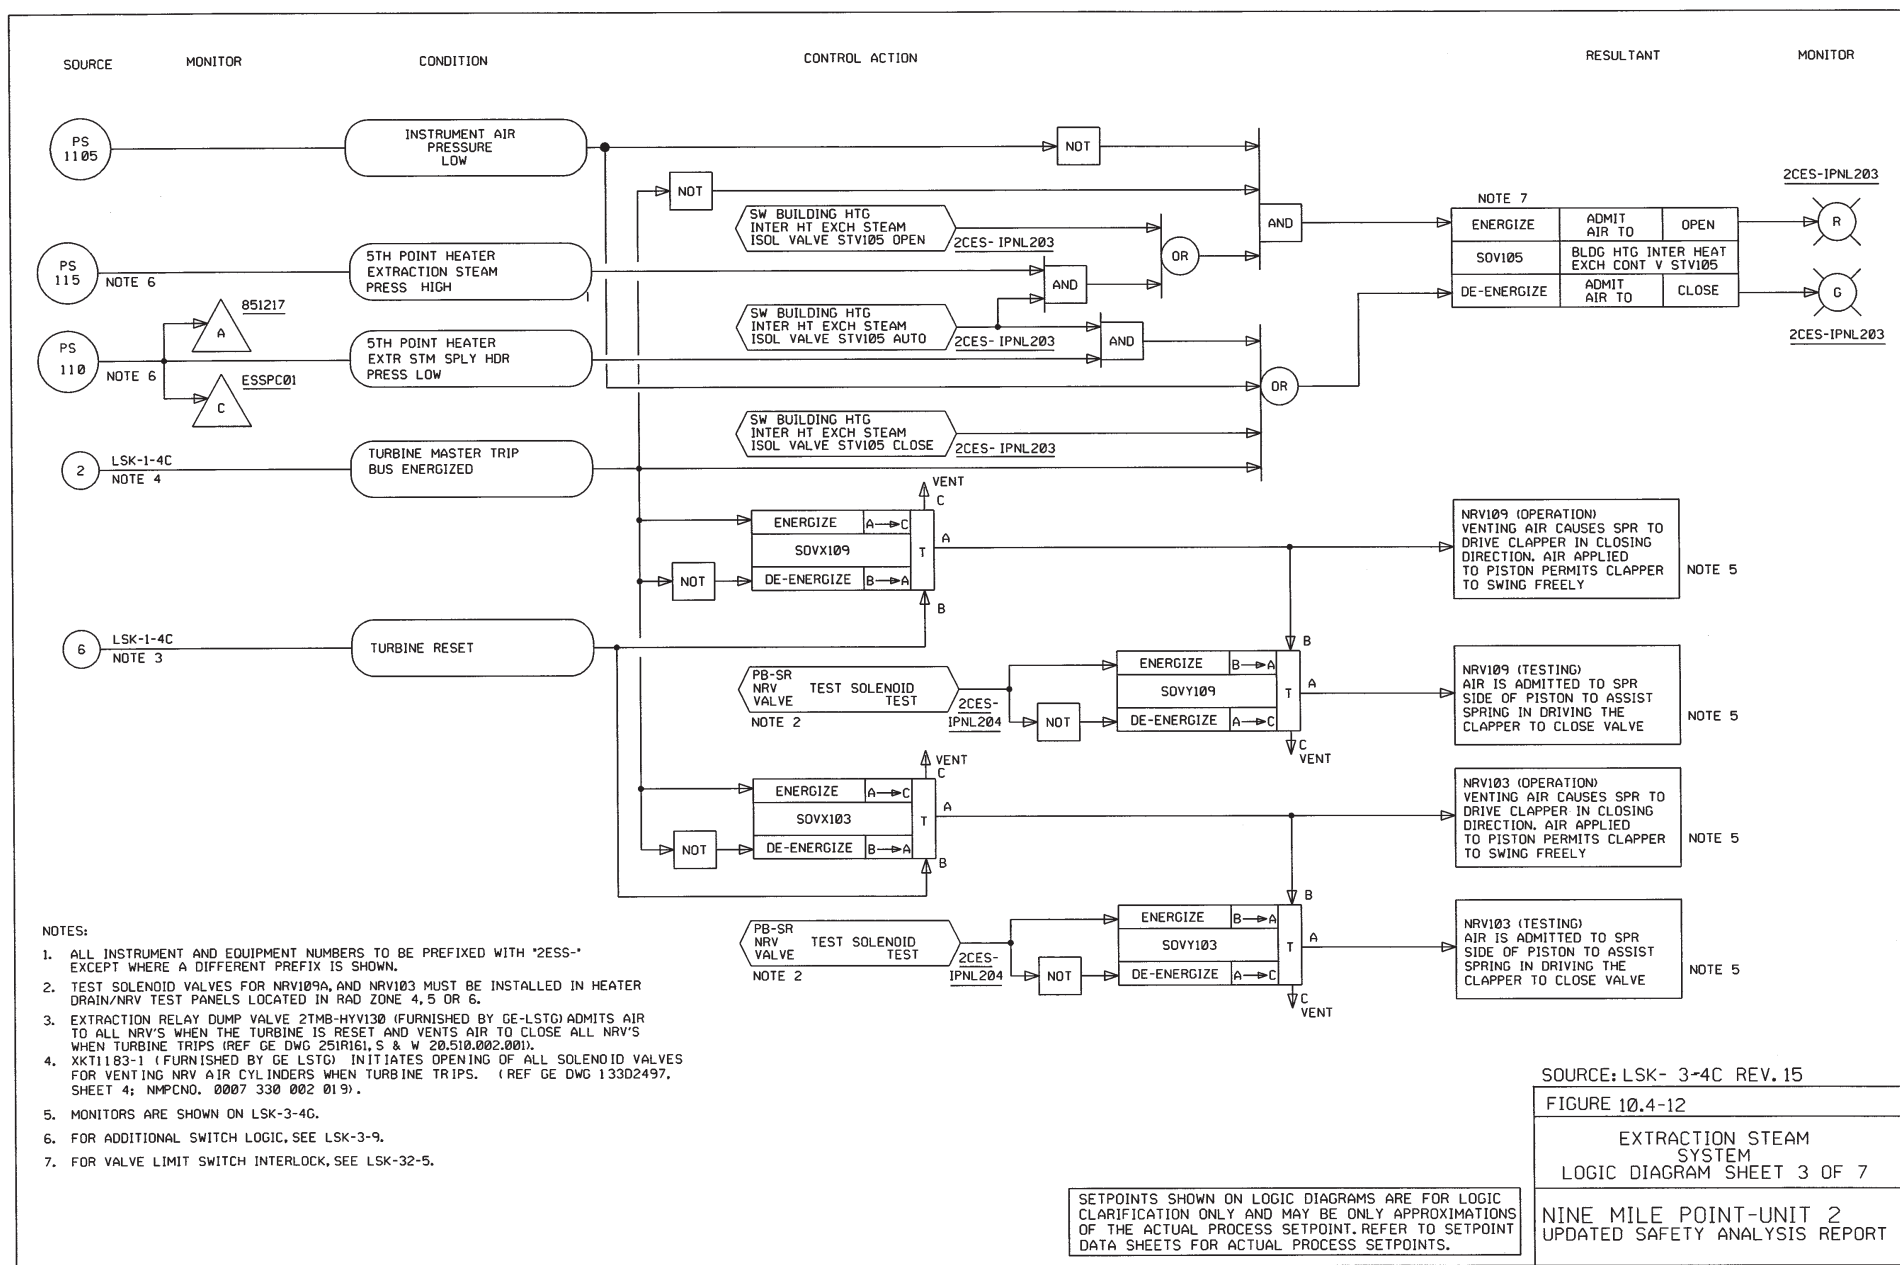 SOURCE
MONITOR
CONDITION
CONTROL ACTION
RESULTANT
MONITOR
PS
1105
INSTRUMENT AIR
PRESSURE
LOW
NOT
NOT
2CES-IPNL203
SW BUILDING HTG
INTER HT EXCH STEAM
ISOL VALVE STV105 OPEN
2CES- IPNL203
OR
AND
NOTE 7
ENERGIZE
ADMIT
AIR TO
OPEN
SOV105
BLDG HTG INTER HEAT
EXCH CONT V STV105
DE-ENERGIZE
ADMIT
AIR TO
CLOSE
R
G
2CES-IPNL203
PS
115
NOTE 6
5TH POINT HEATER
EXTRACTION STEAM
PRESS HIGH
AND
851217
A
SW BUILDING HTG
INTER HT EXCH STEAM
ISOL VALVE STV105 AUTO
2CES- IPNL203
AND
PS
110
NOTE 6
5TH POINT HEATER
EXTR STM SPLY HDR
PRESS LOW
ESSPC01
C
OR
SW BUILDING HTG
INTER HT EXCH STEAM
ISOL VALVE STV105 CLOSE
2CES- IPNL203
2
LSK-1-4C
NOTE 4
TURBINE MASTER TRIP
BUS ENERGIZED
VENT
C
ENERGIZE
A C
SOVX109
T
A
NOT
DE-ENERGIZE
B A
B
NRV109 (OPERATION)
VENTING AIR CAUSES SPR TO
DRIVE CLAPPER IN CLOSING
DIRECTION. AIR APPLIED
TO PISTON PERMITS CLAPPER
TO SWING FREELY
NOTE 5
6
LSK-1-4C
NOTE 3
TURBINE RESET
B
PB-SR
NRV TEST SOLENOID
VALVE TEST
NOTE 2
2CES-
IPNL204
NOT
ENERGIZE
B A
SOVY109
T
A
DE-ENERGIZE
A C
C
VENT
NRV109 (TESTING)
AIR IS ADMITTED TO SPR
SIDE OF PISTON TO ASSIST
SPRING IN DRIVING THE
CLAPPER TO CLOSE VALVE
NOTE 5
VENT
C
ENERGIZE
A C
SOVX103
T
A
NOT
DE-ENERGIZE
B A
B
NRV103 (OPERATION)
VENTING AIR CAUSES SPR TO
DRIVE CLAPPER IN CLOSING
DIRECTION. AIR APPLIED
TO PISTON PERMITS CLAPPER
TO SWING FREELY
NOTE 5
B
PB-SR
NRV TEST SOLENOID
VALVE TEST
NOTE 2
2CES-
IPNL204
NOT
ENERGIZE
B A
SOVY103
T
A
DE-ENERGIZE
A C
C
VENT
NRV103 (TESTING)
AIR IS ADMITTED TO SPR
SIDE OF PISTON TO ASSIST
SPRING IN DRIVING THE
CLAPPER TO CLOSE VALVE
NOTE 5
NOTES:
1. ALL INSTRUMENT AND EQUIPMENT NUMBERS TO BE PREFIXED WITH "2ESS-"
EXCEPT WHERE A DIFFERENT PREFIX IS SHOWN.
2. TEST SOLENOID VALVES FOR NRV109A, AND NRV103 MUST BE INSTALLED IN HEATER
DRAIN/NRV TEST PANELS LOCATED IN RAD ZONE 4, 5 OR 6.
3. EXTRACTION RELAY DUMP VALVE 2TMB-HYV130 (FURNISHED BY GE-LSTG) ADMITS AIR
TO ALL NRV'S WHEN THE TURBINE IS RESET AND VENTS AIR TO CLOSE ALL NRV'S
WHEN TURBINE TRIPS (REF GE DWG 251R161, S & W 20.510.002.001).
4. XKT1183-1 (FURNISHED BY GE LSTG) INITIATES OPENING OF ALL SOLENOID VALVES
FOR VENTING NRV AIR CYLINDERS WHEN TURBINE TRIPS. (REF GE DWG 133D2497,
SHEET 4; NMPCNO. 0007 330 002 019).
5. MONITORS ARE SHOWN ON LSK-3-4G.
6. FOR ADDITIONAL SWITCH LOGIC, SEE LSK-3-9.
7. FOR VALVE LIMIT SWITCH INTERLOCK, SEE LSK-32-5.
SETPOINTS SHOWN ON LOGIC DIAGRAMS ARE FOR LOGIC
CLARIFICATION ONLY AND MAY BE ONLY APPROXIMATIONS
OF THE ACTUAL PROCESS SETPOINT. REFER TO SETPOINT
DATA SHEETS FOR ACTUAL PROCESS SETPOINTS.
SOURCE: LSK- 3-4C REV. 15
FIGURE 10.4-12
EXTRACTION STEAM
SYSTEM
LOGIC DIAGRAM SHEET 3 OF 7
NINE MILE POINT-UNIT 2
UPDATED SAFETY ANALYSIS REPORT